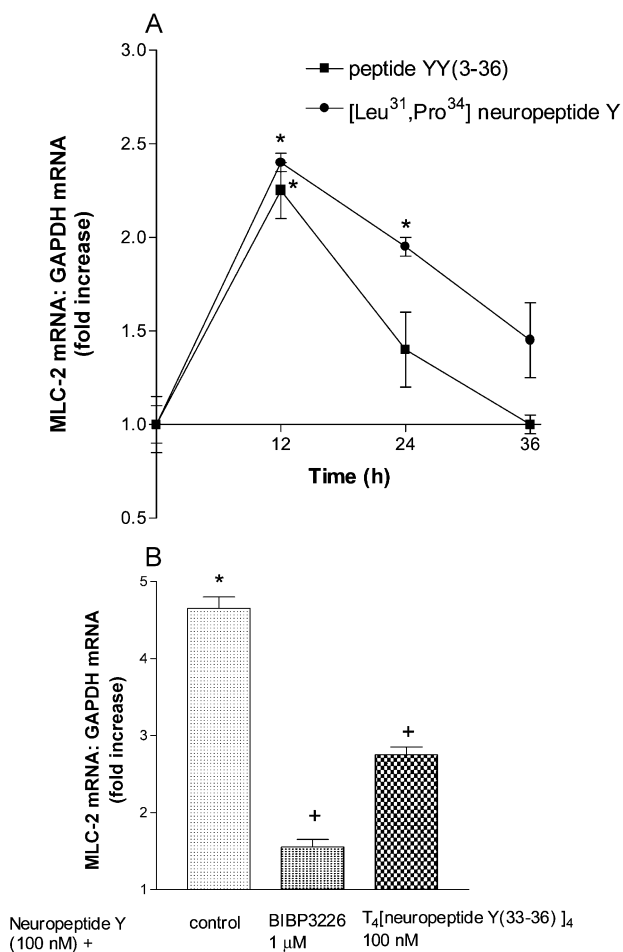 A
3.0
2.5
2.0
1.5
1.0
0.5
MLC-2 mRNA: GAPDH mRNA
(fold increase)
peptide YY(3-36)
[Leu31,Pro34] neuropeptide Y
*
*
*
12
24
36
Time (h)
B
5
4
3
2
1
MLC-2 mRNA: GAPDH mRNA
(fold increase)
*
+
+
Neuropeptide Y
(100 nM) +
control
BIBP3226
1 μM
T4[neuropeptide Y(33-36) ]4
100 nM